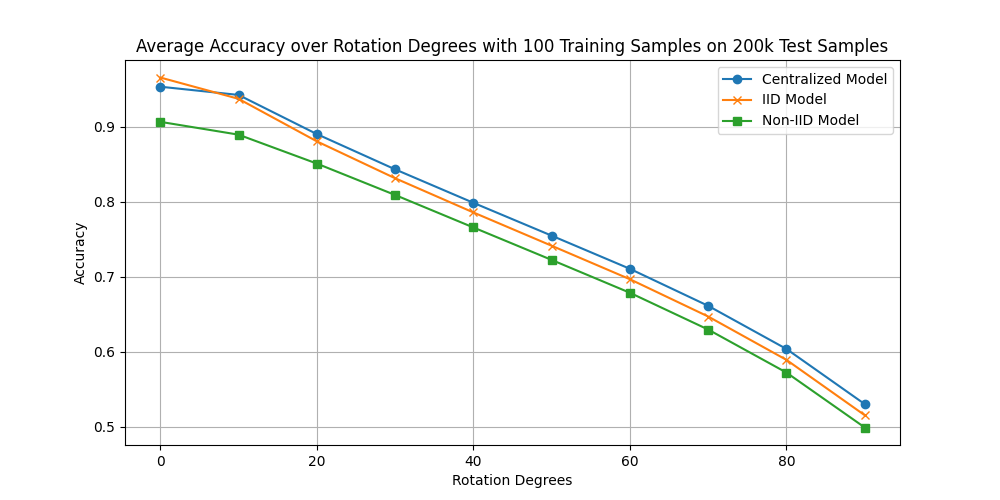 Average Accuracy over Rotation Degrees with 100 Training Samples on 200k Test Samples
Centralized Model
IID Model
Non-IID Model
Accuracy
0.9
0.8
0.7
0.6
0.5
0 20 40 60 80
Rotation Degrees